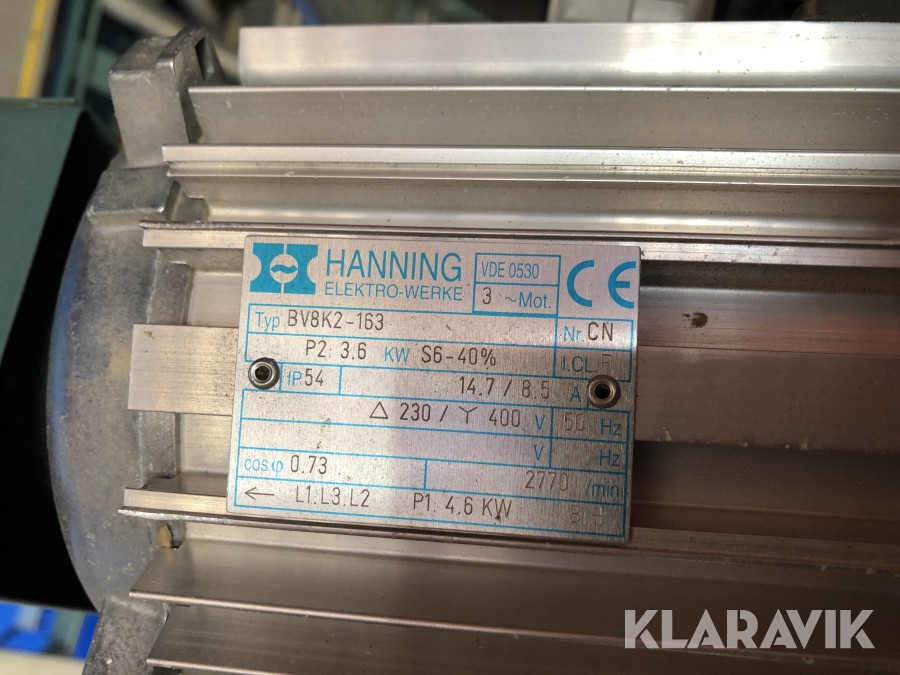 HANNING
ELEKTRO-WERKE
VDE 0530
3 ~Mot.
CE
Typ BV8K2-163
Nr. CN
P2: 3.6 KW S6-40%
I.CL F
IP 54 14.7 / 8.5 A
△ 230 / Y 400 V 50 Hz
V Hz
cos φ 0.73 2770 /min
← L1.L3.L2 P1: 4.6 KW
KLARAVIK